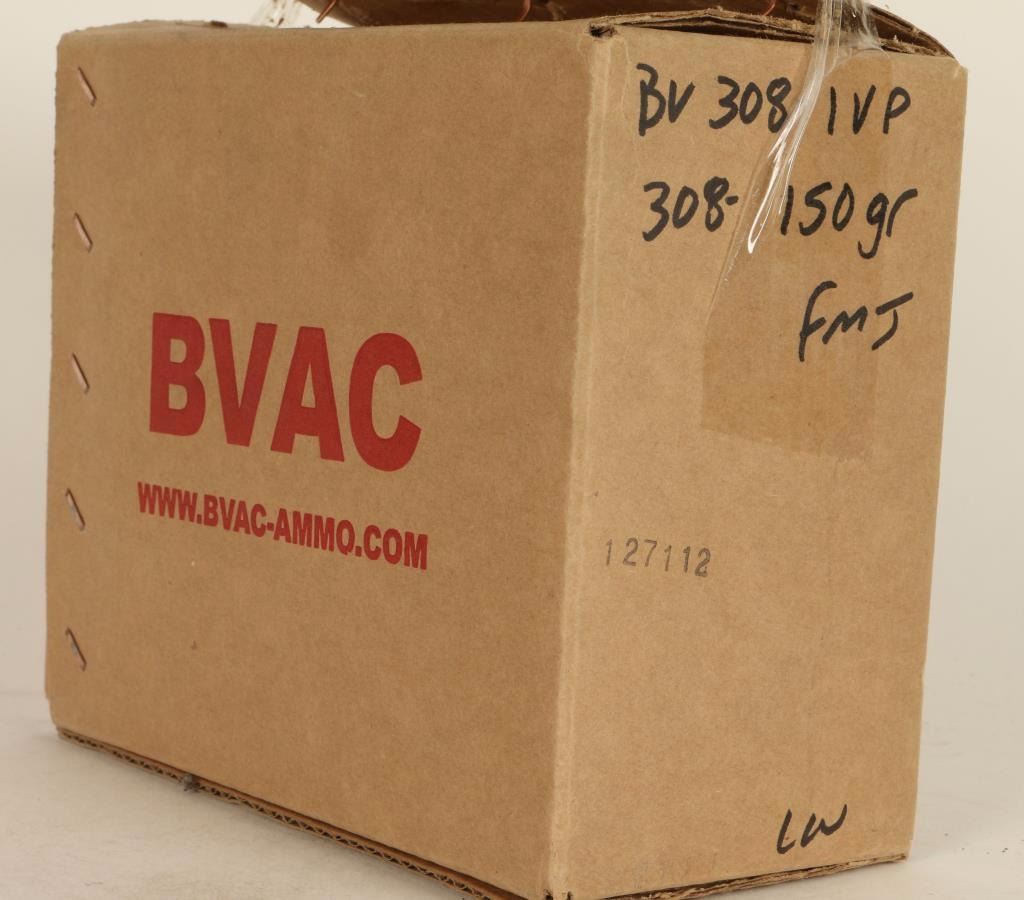 BVAC
WWW.BVAC-AMMO.COM
BV 308 IVP
308- 150gr
FMJ
127112
LW